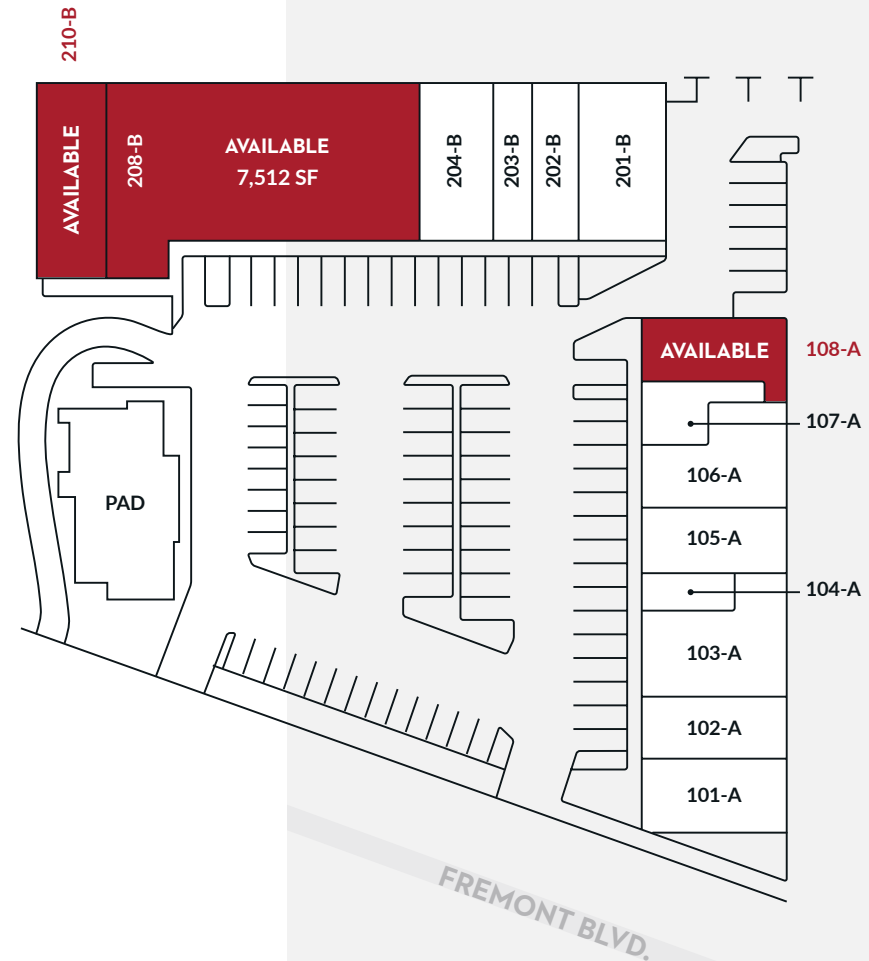 210-B
AVAILABLE
208-B
AVAILABLE
7,512 SF
204-B
203-B
202-B
201-B
AVAILABLE
108-A
107-A
106-A
105-A
104-A
103-A
102-A
101-A
PAD
FREMONT BLVD.